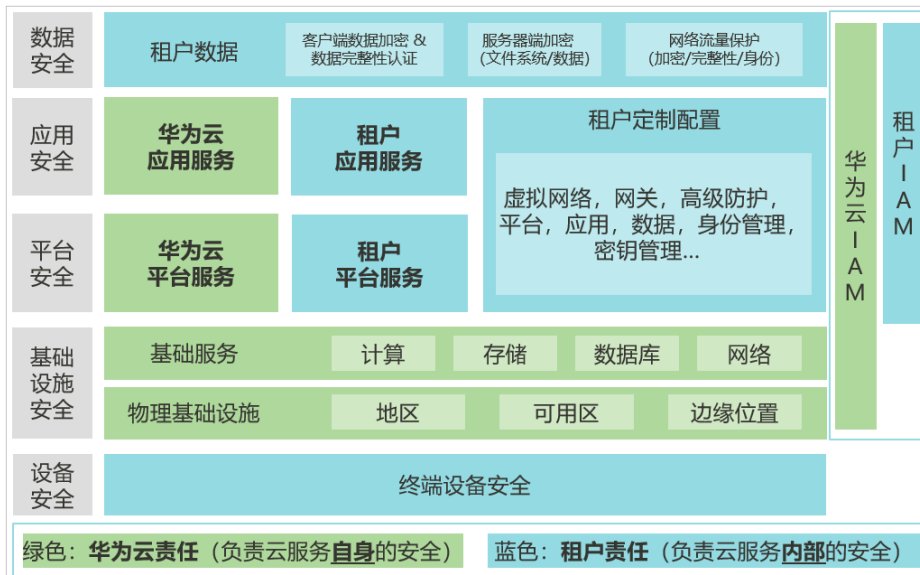 数据
安全
租户数据
客户端数据加密 &
数据完整性认证
服务器端加密
(文件系统/数据)
网络流量保护
(加密/完整性/身份)
应用
安全
华为云
应用服务
租户
应用服务
租户定制配置
虚拟网络，网关，高级防护，
平台，应用，数据，身份管理，
密钥管理...
平台
安全
华为云
平台服务
租户
平台服务
基础
设施
安全
基础服务
计算
存储
数据库
网络
物理基础设施
地区
可用区
边缘位置
设备
安全
终端设备安全
华为云IAM
租户IAM
绿色：华为云责任（负责云服务自身的安全）
蓝色：租户责任（负责云服务内部的安全）